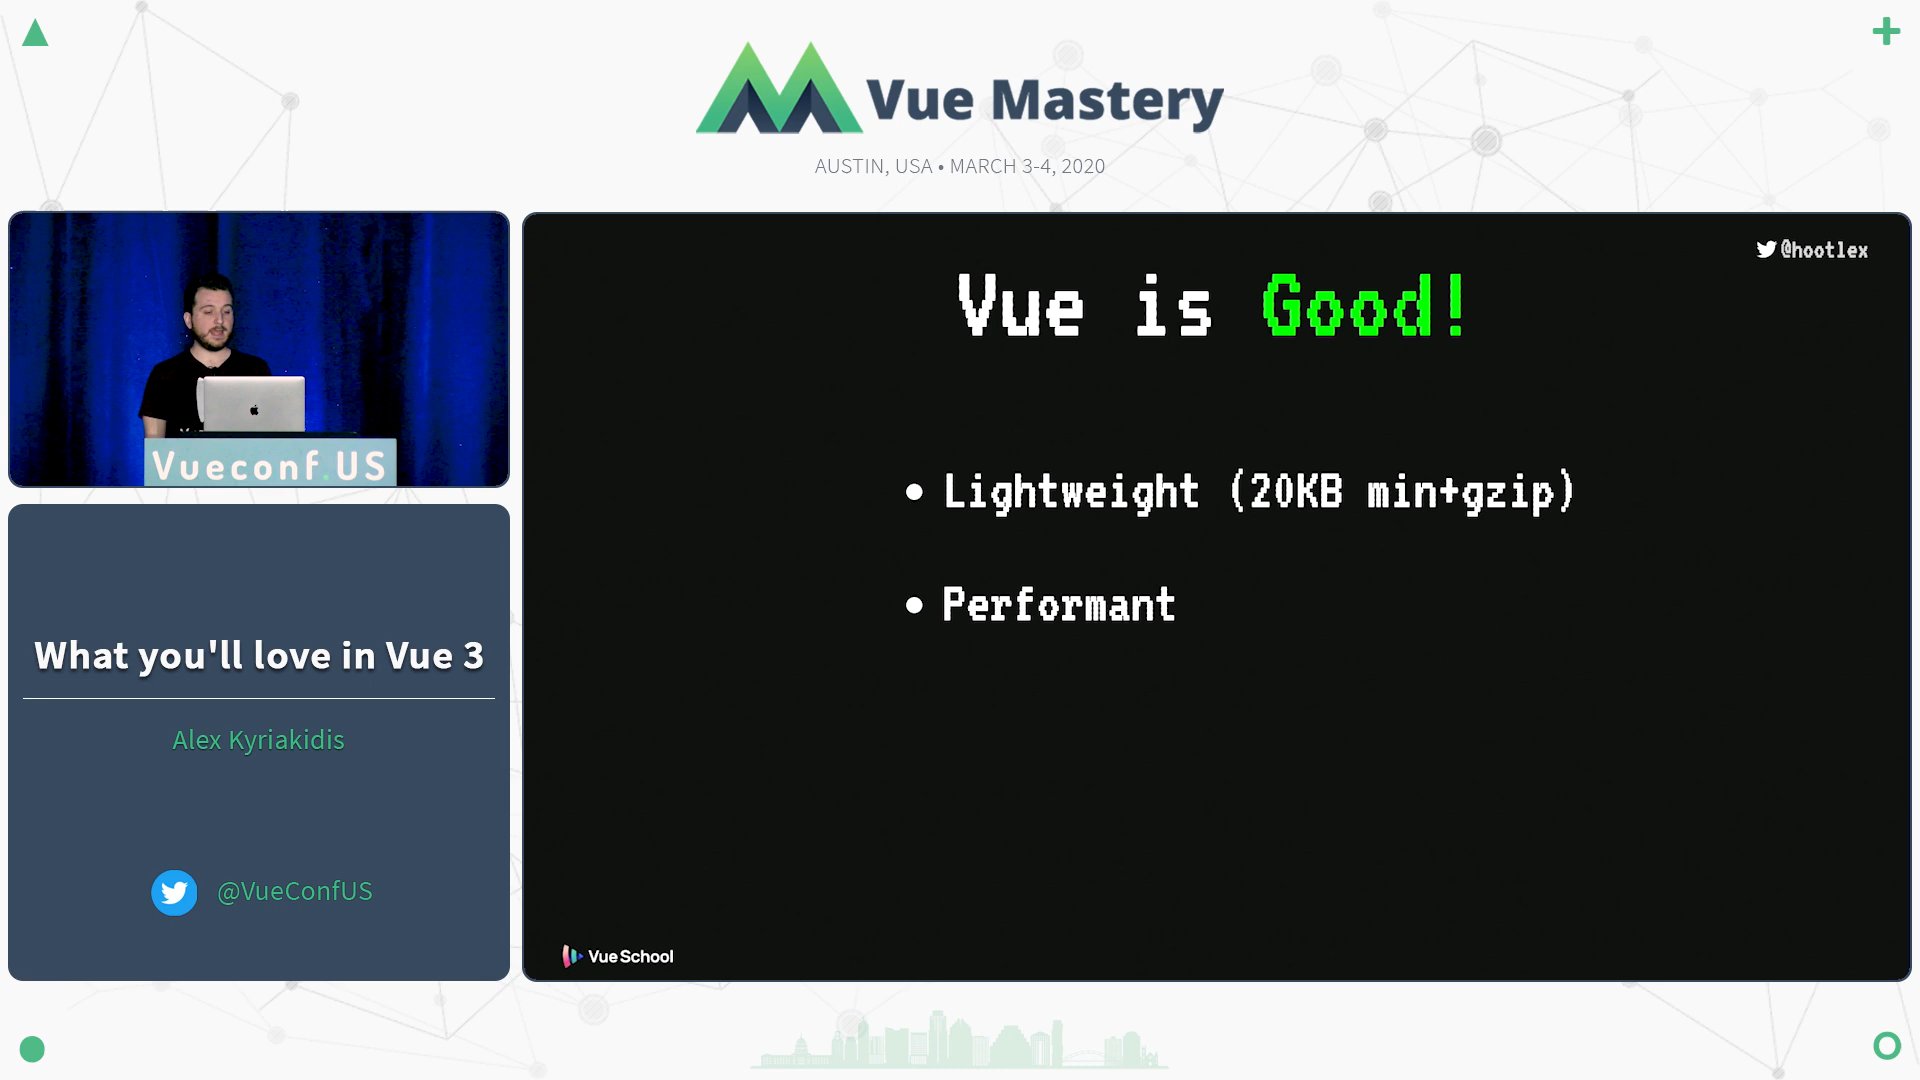 Vue Mastery
AUSTIN, USA • MARCH 3-4, 2020
Vueconf.US
What you'll love in Vue 3
Alex Kyriakidis
@VueConfUS
@hootlex
Vue is Good!
• Lightweight (20KB min+gzip)
• Performant
Vue School